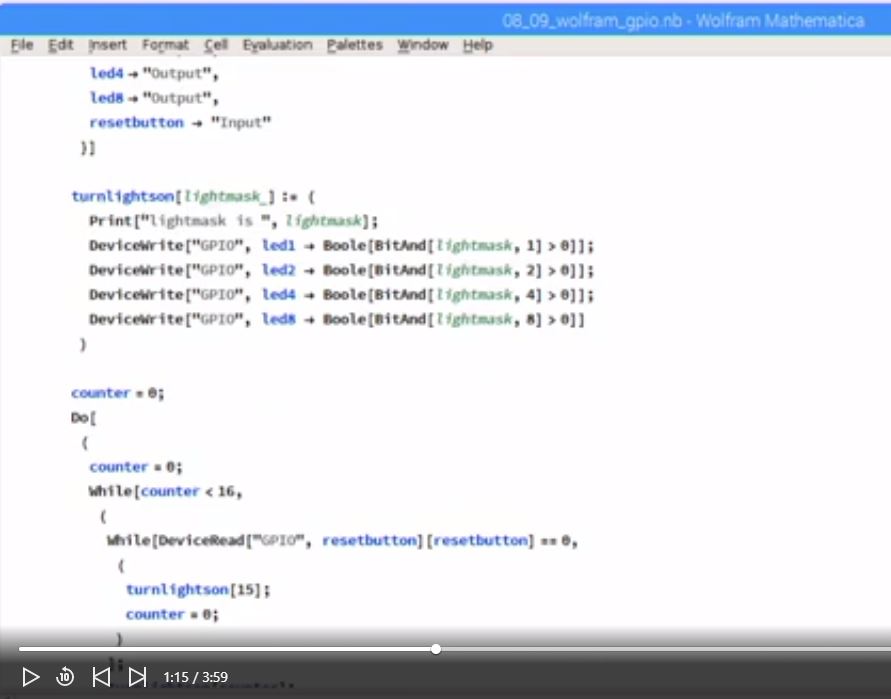 08_09_wolfram_gpio.nb - Wolfram Mathematica
File Edit Insert Format Cell Evaluation Palettes Window Help
led4 → "Output",
led8 → "Output",
resetbutton → "Input"
}]
turnlightson[lightmask_] := (
Print["lightmask is ", lightmask];
DeviceWrite["GPIO", led1 → Boole[BitAnd[lightmask, 1] > 0]];
DeviceWrite["GPIO", led2 → Boole[BitAnd[lightmask, 2] > 0]];
DeviceWrite["GPIO", led4 → Boole[BitAnd[lightmask, 4] > 0]];
DeviceWrite["GPIO", led8 → Boole[BitAnd[lightmask, 8] > 0]]
)
counter = 0;
Do[
(
counter = 0;
While[counter < 16,
(
While[DeviceRead["GPIO", resetbutton][resetbutton] == 0,
(
turnlightson[15];
counter = 0;
)
];
10
1:15 / 3:59